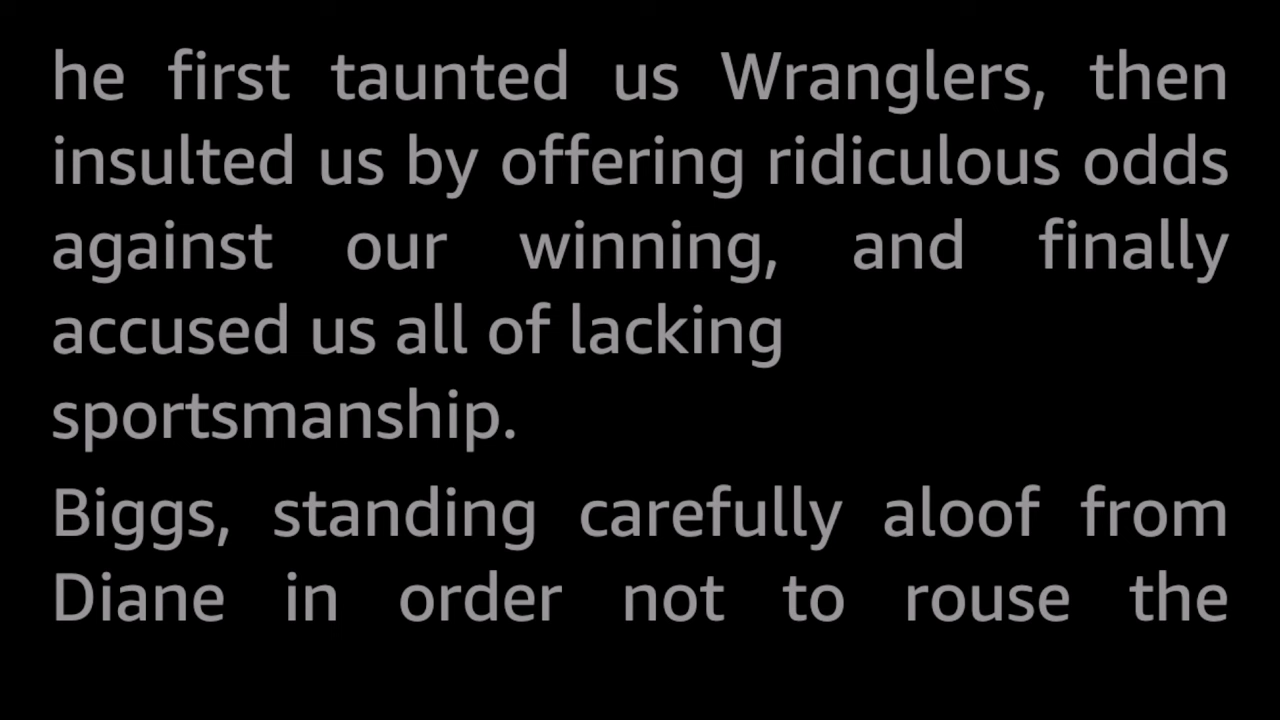 he first taunted us Wranglers, then
insulted us by offering ridiculous odds
against our winning, and finally
accused us all of lacking
sportsmanship.
Biggs, standing carefully aloof from
Diane in order not to rouse the